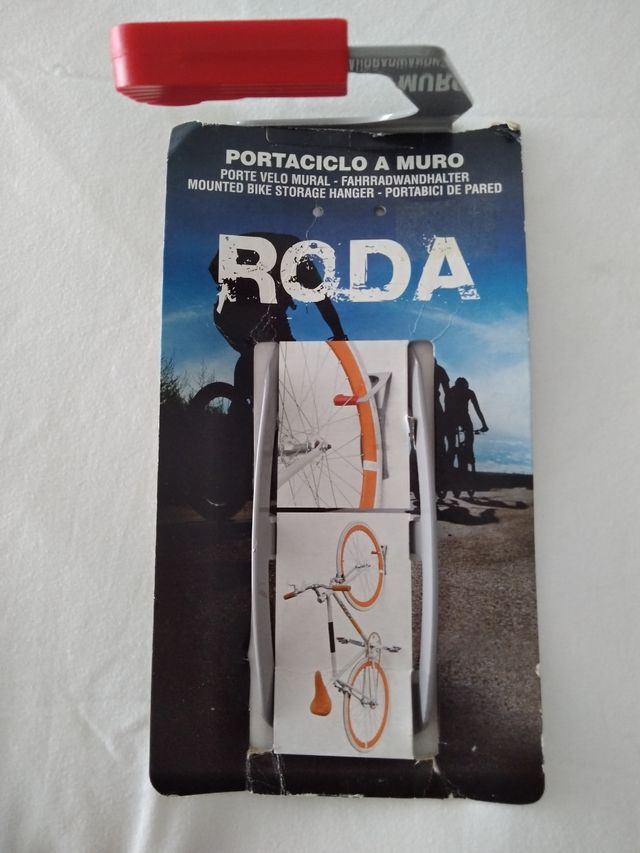 PORTACICLO A MURO
PORTE VELO MURAL - FAHRRADWANDHALTER
MOUNTED BIKE STORAGE HANGER - PORTABICI DE PARED
RODA